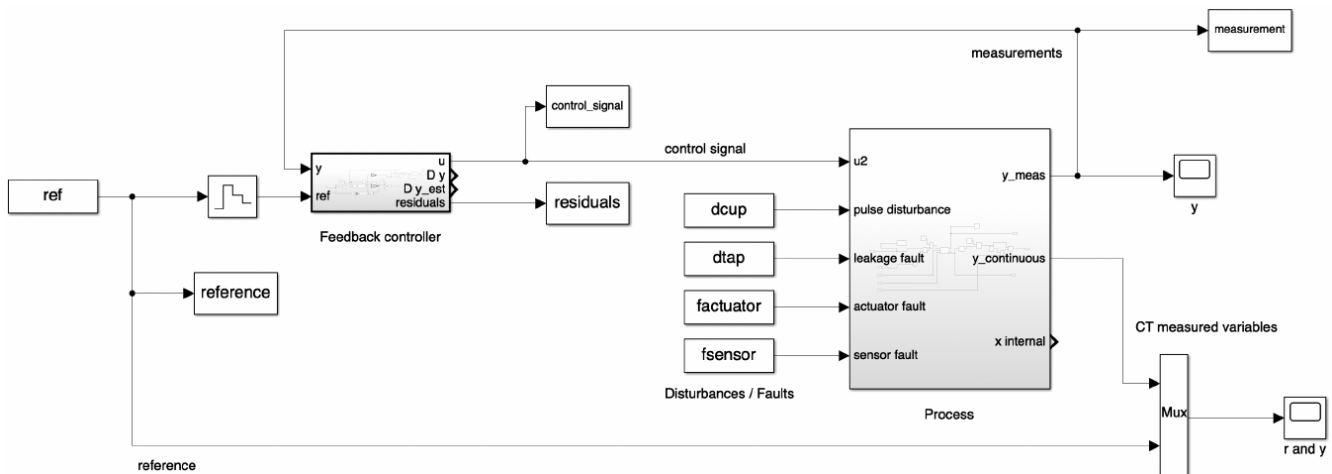 measurement
measurements
control_signal
control signal
y
ref
u
D y
D y_est
residuals
Feedback controller
ref
residuals
reference
u2
pulse disturbance
leakage fault
actuator fault
sensor fault
y_meas
y_continuous
x internal
Process
dcup
dtap
factuator
fsensor
Disturbances / Faults
y
CT measured variables
Mux
r and y
reference